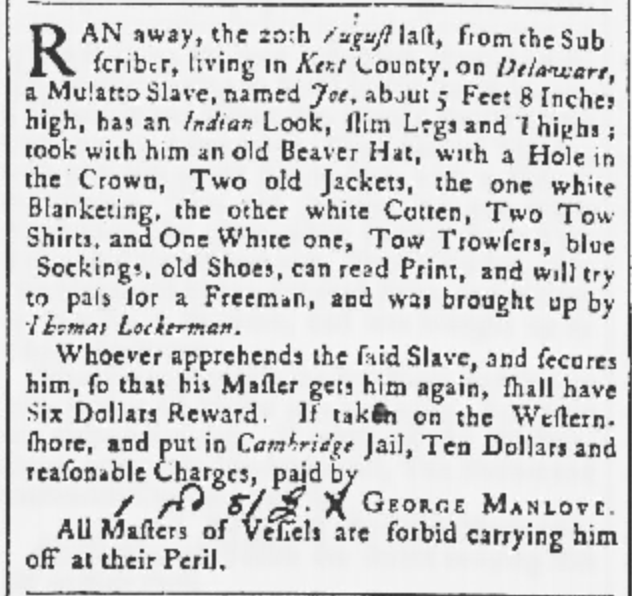 RAN away, the 20th Auguſt laſt, from the Sub
ſcriber, living in Kent County, on Delaware,
a Mulatto Slave, named Joe, about 5 Feet 8 Inches
high, has an Indian Look, ſlim Legs and Thighs;
took with him an old Beaver Hat, with a Hole in
the Crown, Two old Jackets, the one white
Blanketing, the other white Cotten, Two Tow
Shirts, and One White one, Tow Trowſers, blue
Sockings, old Shoes, can read Print, and will try
to paſs for a Freeman, and was brought up by
Thomas Lockerman.
Whoever apprehends the ſaid Slave, and ſecures
him, ſo that his Maſter gets him again, ſhall have
Six Dollars Reward. If taken on the Weſtern-
ſhore, and put in Cambridge Jail, Ten Dollars and
reaſonable Charges, paid by
GEORGE MANLOVE.
All Maſters of Veſſels are forbid carrying him
off at their Peril.